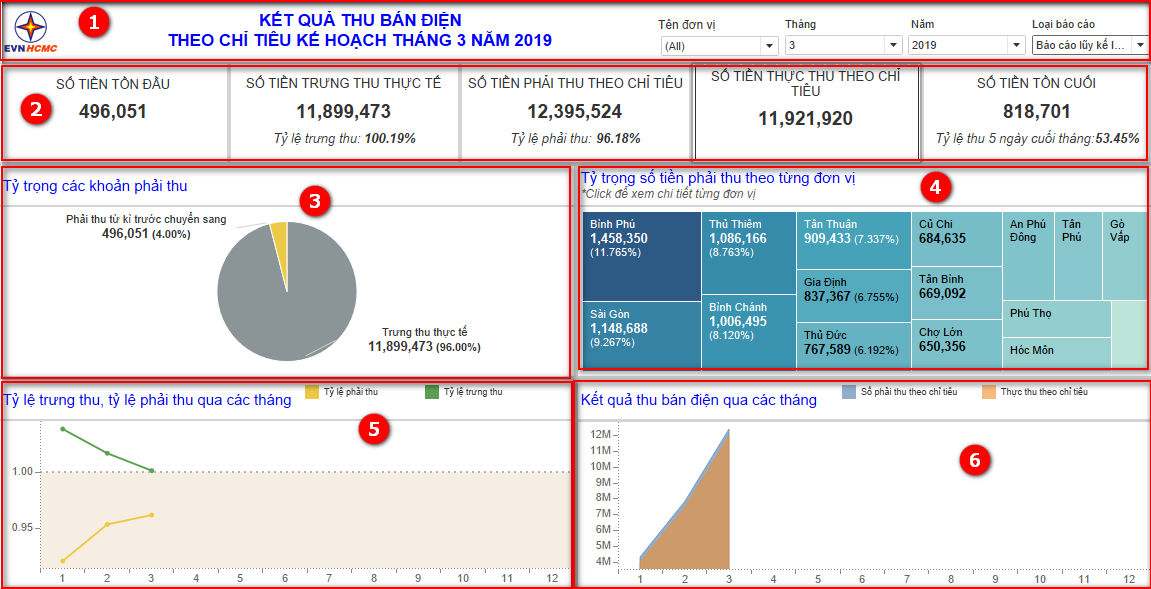 1
KẾT QUẢ THU BÁN ĐIỆN
THEO CHỈ TIÊU KẾ HOẠCH THÁNG 3 NĂM 2019
EVNHCMC
Tên đơn vị
(All)
Tháng
3
Năm
2019
Loại báo cáo
Báo cáo lũy kế I...
2
SỐ TIỀN TỒN ĐẦU
496,051
SỐ TIỀN TRƯNG THU THỰC TẾ
11,899,473
Tỷ lệ trưng thu: 100.19%
SỐ TIỀN PHẢI THU THEO CHỈ TIÊU
12,395,524
Tỷ lệ phải thu: 96.18%
SỐ TIỀN THỰC THU THEO CHỈ
TIÊU
11,921,920
SỐ TIỀN TỒN CUỐI
818,701
Tỷ lệ thu 5 ngày cuối tháng:53.45%
Tỷ trọng các khoản phải thu
3
Phải thu từ kì trước chuyển sang
496,051 (4.00%)
Trưng thu thực tế
11,899,473 (96.00%)
Tỷ trọng số tiền phải thu theo từng đơn vị
*Click để xem chi tiết từng đơn vị
4
Bình Phú
1,458,350
(11.765%)
Sài Gòn
1,148,688
(9.267%)
Thủ Thiêm
1,086,166
(8.763%)
Bình Chánh
1,006,495
(8.120%)
Tân Thuận
909,433 (7.337%)
Gia Định
837,367 (6.755%)
Thủ Đức
767,589 (6.192%)
Củ Chi
684,635
Tân Bình
669,092
Chợ Lớn
650,356
An Phú
Đông
Tân
Phú
Gò
Vấp
Phú Thọ
Hóc Môn
Tỷ lệ trưng thu, tỷ lệ phải thu qua các tháng
Tỷ lệ phải thu
Tỷ lệ trưng thu
5
1.00
0.95
1 2 3 4 5 6 7 8 9 10 11 12
Kết quả thu bán điện qua các tháng
Số phải thu theo chỉ tiêu
Thực thu theo chỉ tiêu
6
12M
11M
10M
9M
8M
7M
6M
5M
4M
1 2 3 4 5 6 7 8 9 10 11 12